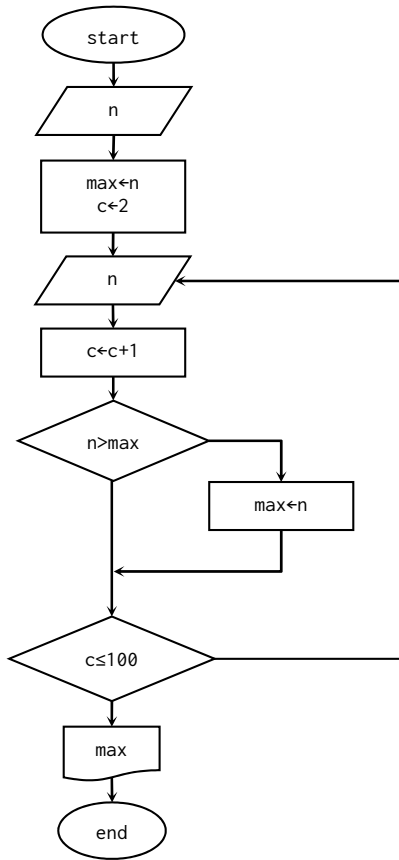 start
n
max←n
c←2
n
c←c+1
n>max
max←n
c≤100
max
end